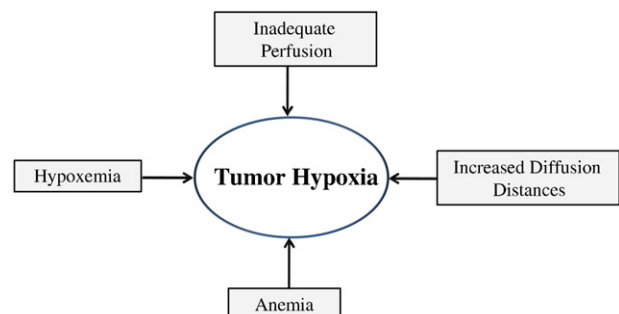 Inadequate
Perfusion
Hypoxemia
Tumor Hypoxia
Increased Diffusion
Distances
Anemia